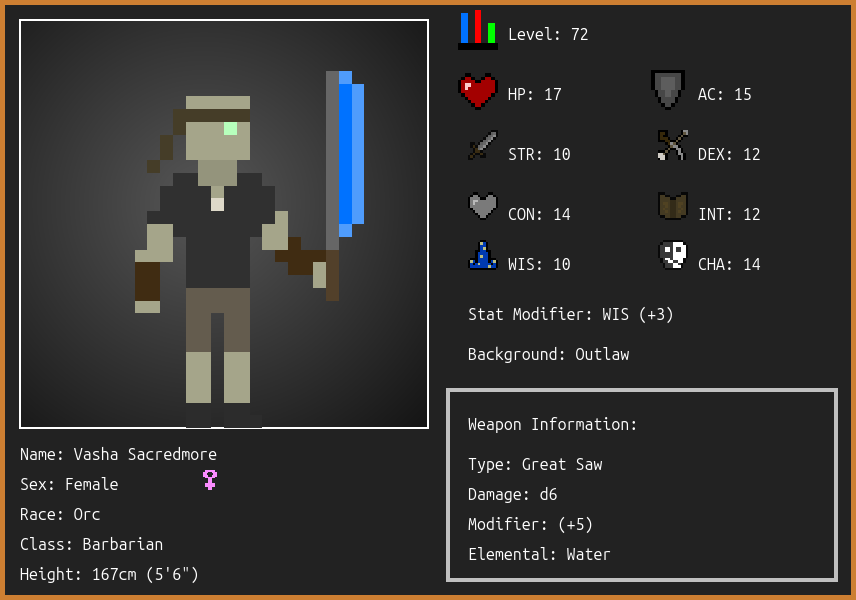 Level: 72
HP: 17
AC: 15
STR: 10
DEX: 12
CON: 14
INT: 12
WIS: 10
CHA: 14
Stat Modifier: WIS (+3)
Background: Outlaw
Weapon Information:
Type: Great Saw
Damage: d6
Modifier: (+5)
Elemental: Water
Name: Vasha Sacredmore
Sex: Female
Race: Orc
Class: Barbarian
Height: 167cm (5'6")